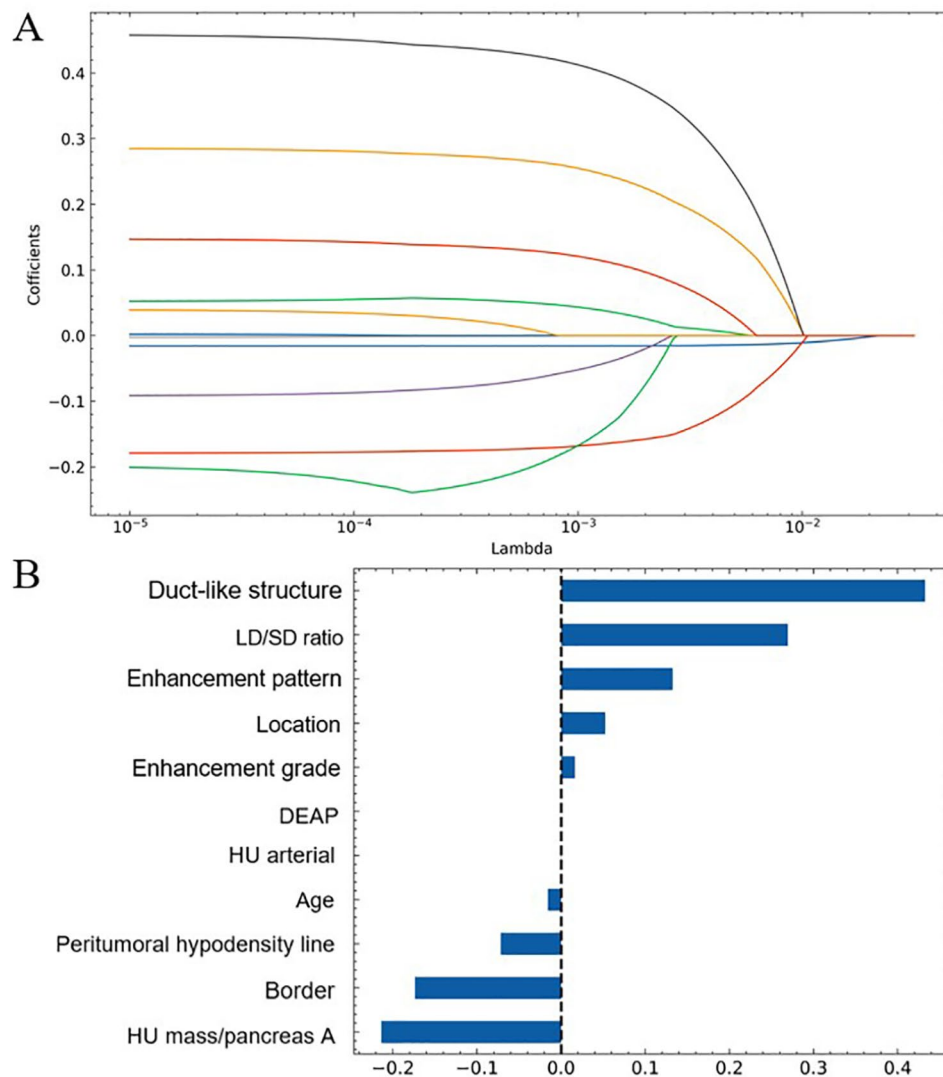 A
0.4
0.3
0.2
0.1
0.0
−0.1
−0.2
Cofficients
10⁻⁵ 10⁻⁴ 10⁻³ 10⁻²
Lambda
B
Duct-like structure
LD/SD ratio
Enhancement pattern
Location
Enhancement grade
DEAP
HU arterial
Age
Peritumoral hypodensity line
Border
HU mass/pancreas A
−0.2 −0.1 0.0 0.1 0.2 0.3 0.4